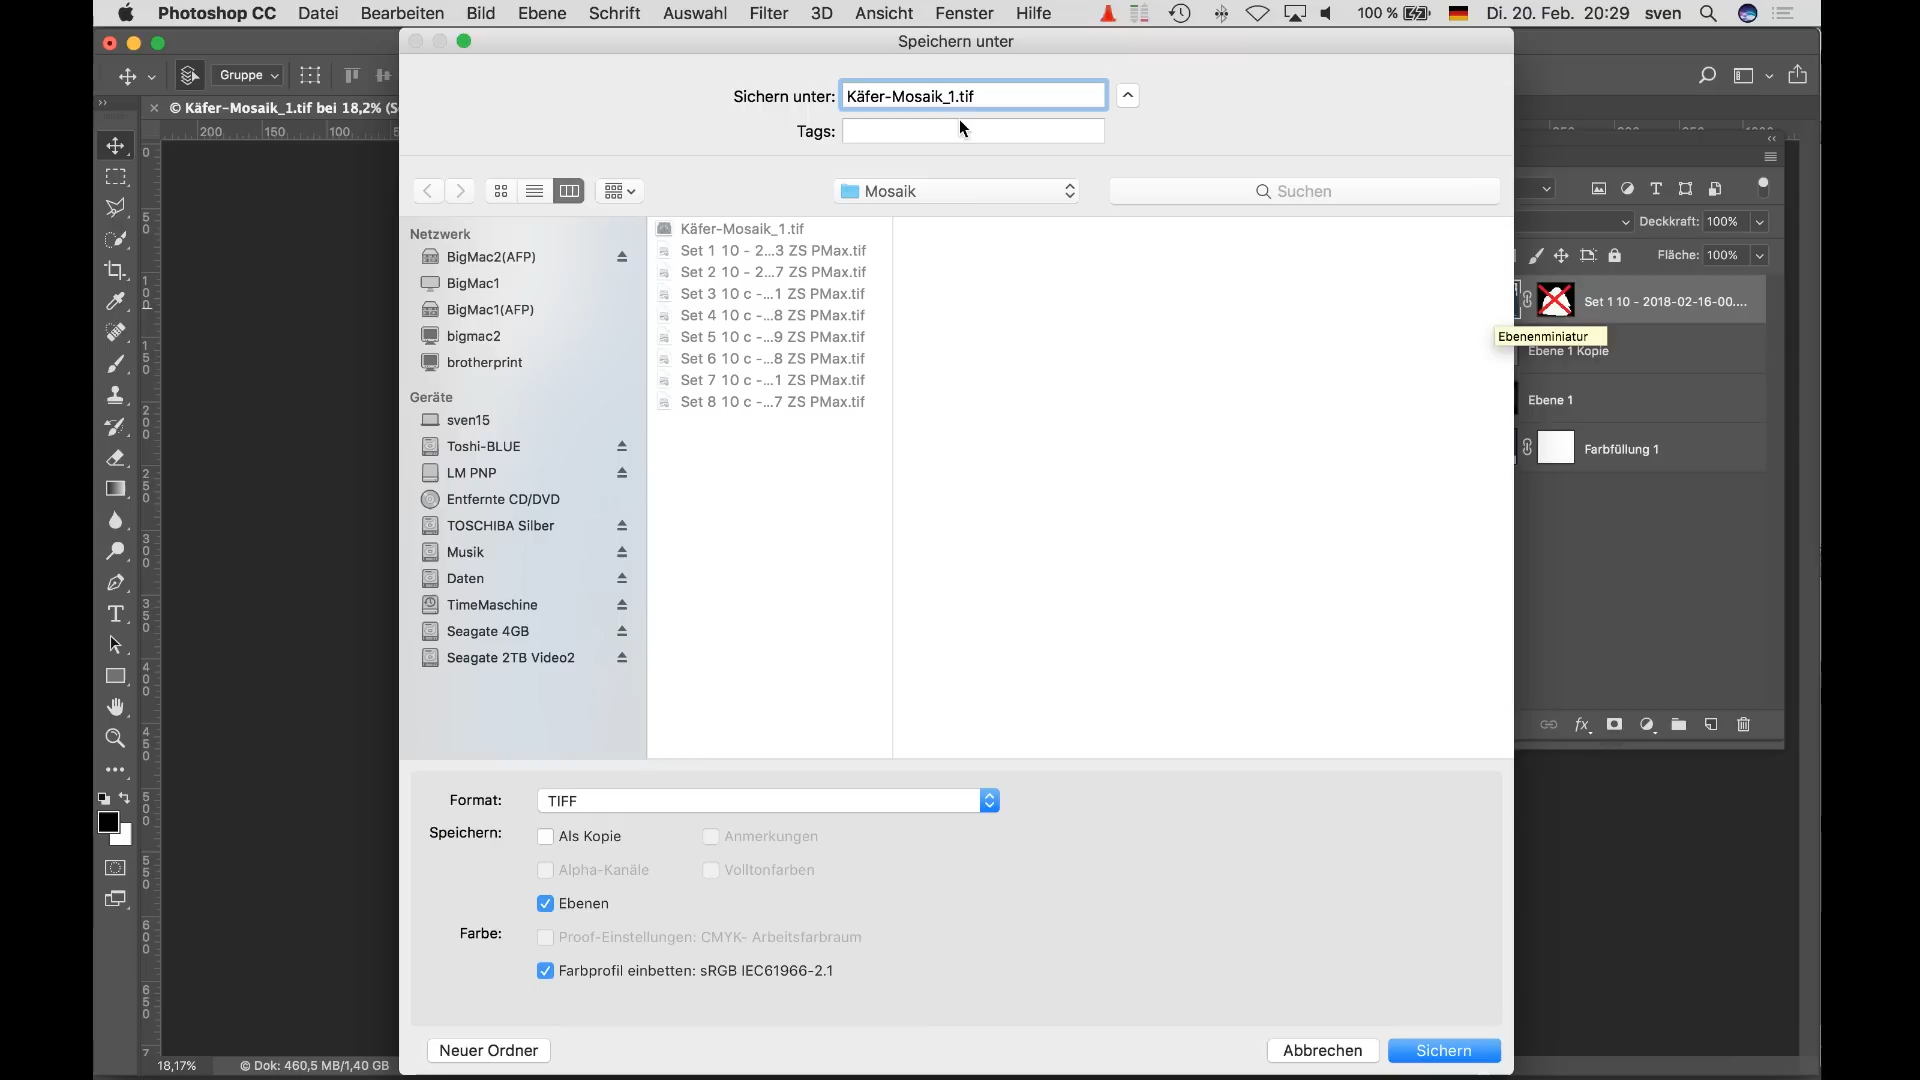 Photoshop CC Datei Bearbeiten Bild Ebene Schrift Auswahl Filter 3D Ansicht Fenster Hilfe 100 % Di. 20. Feb. 20:29 sven
Speichern unter
Gruppe
Sichern unter: Käfer-Mosaik_1.tif
© Käfer-Mosaik_1.tif bei 18,2% (S
Tags:
200 150 100
Mosaik
Suchen
Deckkraft: 100%
Fläche: 100%
Netzwerk
BigMac2(AFP)
BigMac1
BigMac1(AFP)
bigmac2
brotherprint
Geräte
sven15
Toshi-BLUE
LM PNP
Entfernte CD/DVD
TOSCHIBA Silber
Musik
Daten
TimeMaschine
Seagate 4GB
Seagate 2TB Video2
Käfer-Mosaik_1.tif
Set 1 10 - 2...3 ZS PMax.tif
Set 2 10 - 2...7 ZS PMax.tif
Set 3 10 c -...1 ZS PMax.tif
Set 4 10 c -...8 ZS PMax.tif
Set 5 10 c -...9 ZS PMax.tif
Set 6 10 c -...8 ZS PMax.tif
Set 7 10 c -...1 ZS PMax.tif
Set 8 10 c -...7 ZS PMax.tif
Set 1 10 - 2018-02-16-00....
Ebenenminiatur
Ebene 1 Kopie
Ebene 1
Farbfüllung 1
fx
Format: TIFF
Speichern: Als Kopie Anmerkungen
Alpha-Kanäle Volltonfarben
Ebenen
Farbe: Proof-Einstellungen: CMYK- Arbeitsfarbraum
Farbprofil einbetten: sRGB IEC61966-2.1
Neuer Ordner Abbrechen Sichern
18,17% © Dok: 460,5 MB/1,40 GB